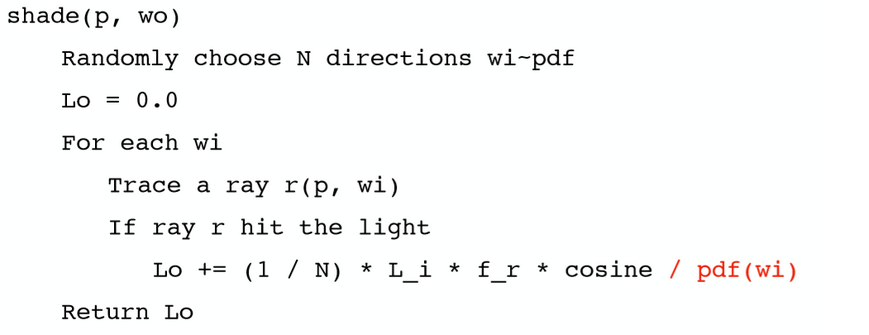 shade(p, wo)
Randomly choose N directions wi~pdf
Lo = 0.0
For each wi
Trace a ray r(p, wi)
If ray r hit the light
Lo += (1 / N) * L_i * f_r * cosine / pdf(wi)
Return Lo